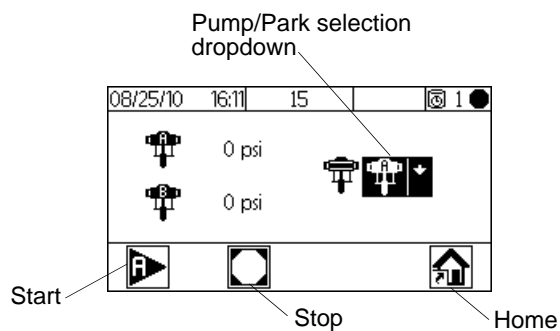 Pump/Park selection
dropdown
08/25/10 16:11 15 1
A 0 psi
A
B 0 psi
A
Start
Stop
Home